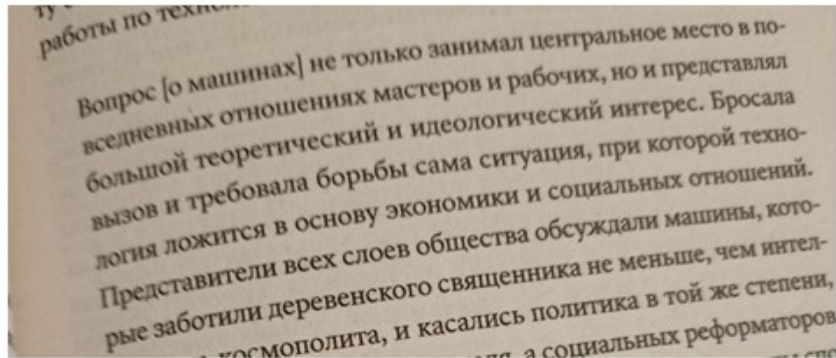 ту
работы по
Вопрос [о машинах] не только занимал центральное место в по-
вседневных отношениях мастеров и рабочих, но и представлял
большой теоретический и идеологический интерес. Бросала
вызов и требовала борьбы сама ситуация, при которой техно-
логия ложится в основу экономики и социальных отношений.
Представители всех слоев общества обсуждали машины, кото-
рые заботили деревенского священника не меньше, чем интел-
космополита, и касались политика в той же степени,
а социальных реформаторов